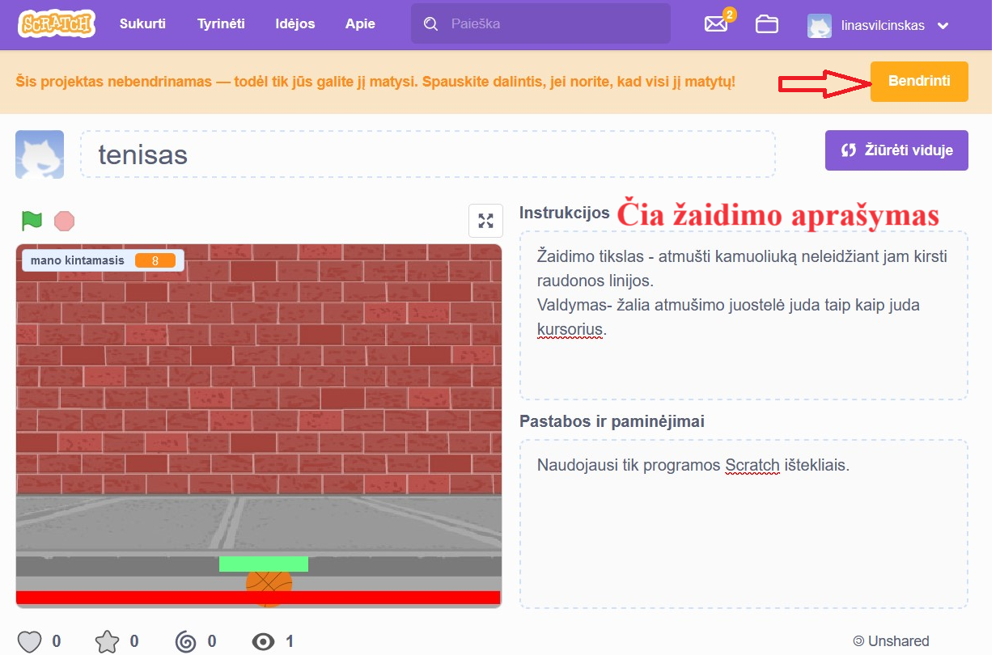 SCRATCH Sukurti Tyrinėti Idėjos Apie Paieška 2 linasvilcinskas
Šis projektas nebendrinamas — todėl tik jūs galite jį matysi. Spauskite dalintis, jei norite, kad visi jį matytų! Bendrinti
tenisas Žiūrėti viduje
Instrukcijos Čia žaidimo aprašymas
mano kintamasis 8
Žaidimo tikslas - atmušti kamuoliuką neleidžiant jam kirsti
raudonos linijos.
Valdymas- žalia atmušimo juostelė juda taip kaip juda
kursorius.
Pastabos ir paminėjimai
Naudojausi tik programos Scratch ištekliais.
0 0 0 1 Unshared